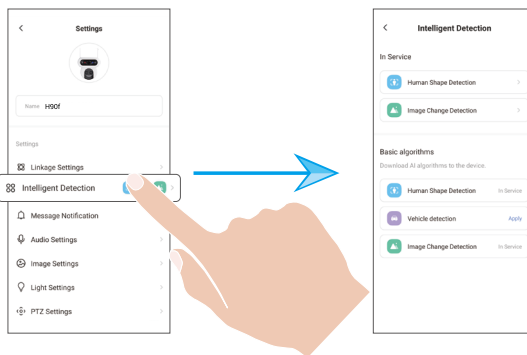 Settings
Name H90f
Settings
Linkage Settings
Intelligent Detection
Message Notification
Audio Settings
Image Settings
Light Settings
PTZ Settings
Intelligent Detection
In Service
Human Shape Detection
Image Change Detection
Basic algorithms
Download AI algorithms to the device.
Human Shape Detection In Service
Vehicle detection Apply
Image Change Detection In Service